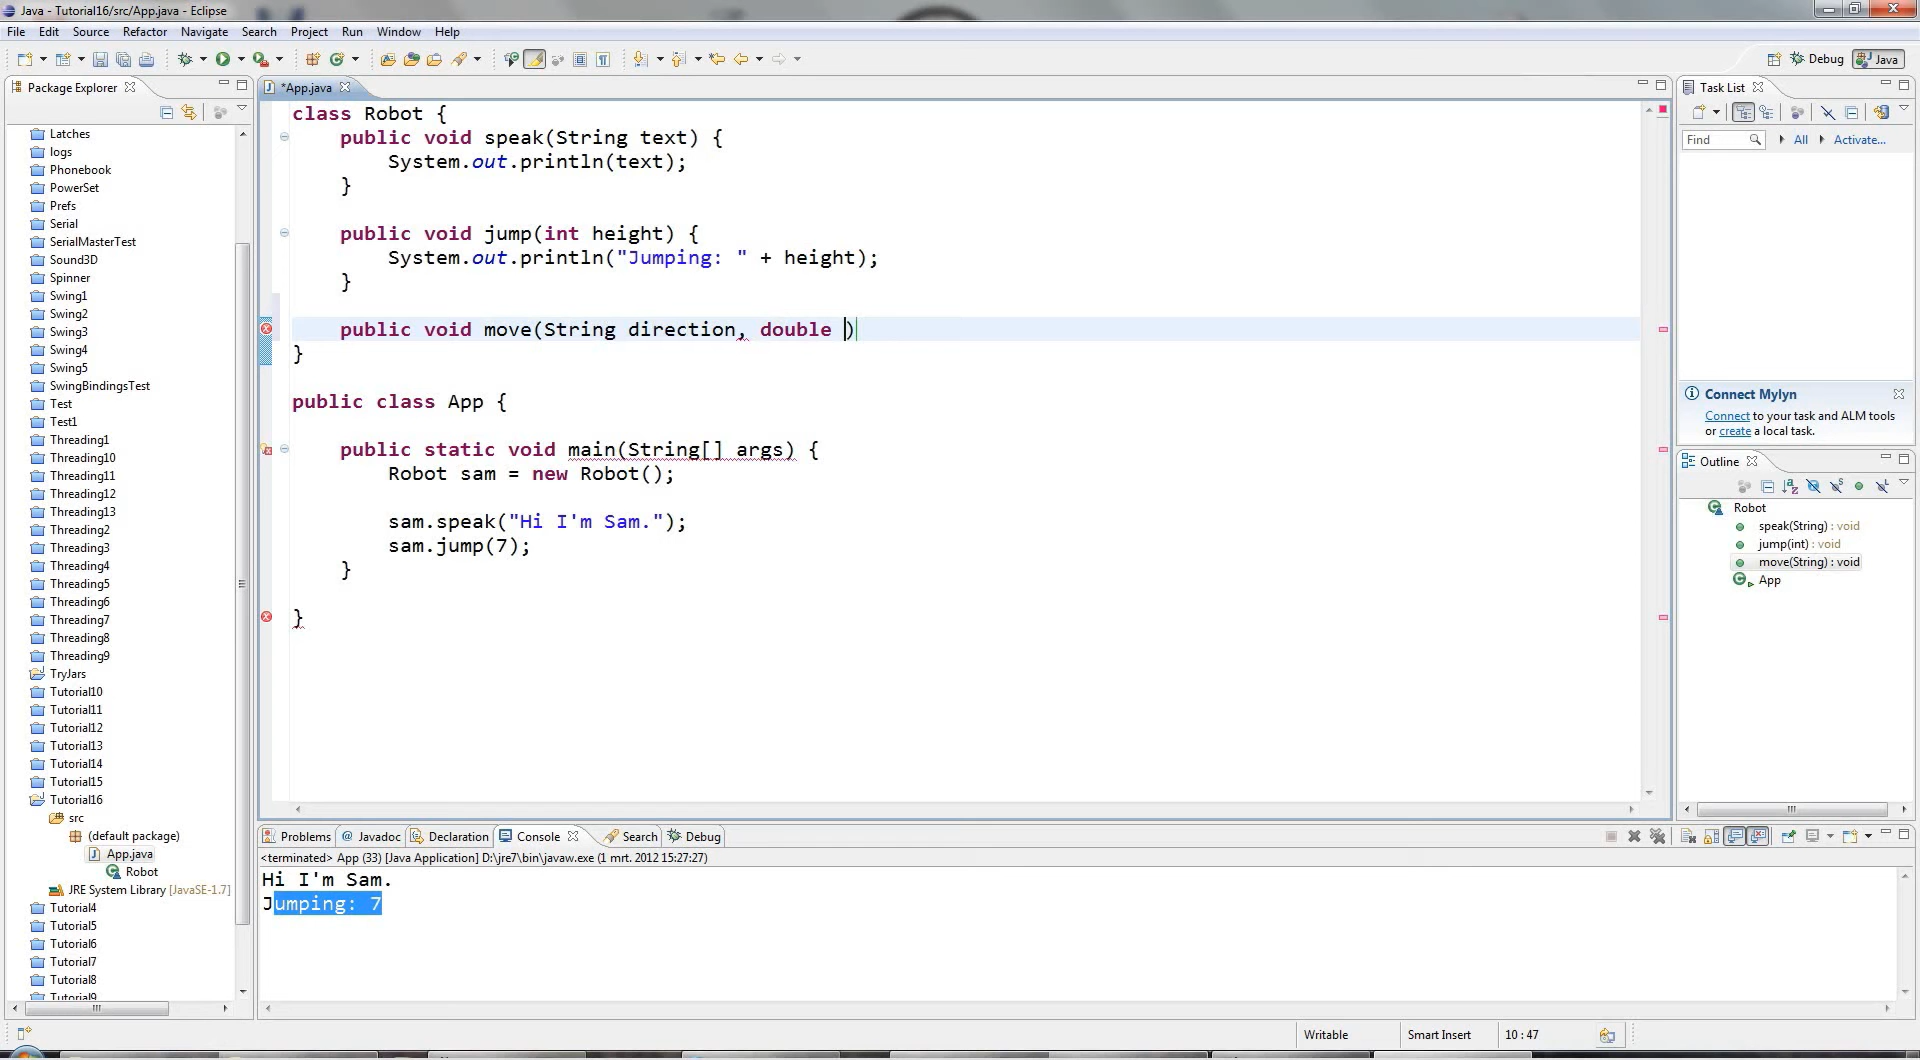 Java - Tutorial16/src/App.java - Eclipse
File Edit Source Refactor Navigate Search Project Run Window Help
Debug Java
Package Explorer
Latches
logs
Phonebook
PowerSet
Prefs
Serial
SerialMasterTest
Sound3D
Spinner
Swing1
Swing2
Swing3
Swing4
Swing5
SwingBindingsTest
Test
Test1
Threading1
Threading10
Threading11
Threading12
Threading13
Threading2
Threading3
Threading4
Threading5
Threading6
Threading7
Threading8
Threading9
TryJars
Tutorial10
Tutorial11
Tutorial12
Tutorial13
Tutorial14
Tutorial15
Tutorial16
src
(default package)
App.java
Robot
JRE System Library [JavaSE-1.7]
Tutorial4
Tutorial5
Tutorial6
Tutorial7
Tutorial8
Tutorial9
*App.java
class Robot {
public void speak(String text) {
System.out.println(text);
}
public void jump(int height) {
System.out.println("Jumping: " + height);
}
public void move(String direction, double )
}
public class App {
public static void main(String[] args) {
Robot sam = new Robot();
sam.speak("Hi I'm Sam.");
sam.jump(7);
}
}
Task List
Find All Activate...
Connect Mylyn
Connect to your task and ALM tools
or create a local task.
Outline
Robot
speak(String) : void
jump(int) : void
move(String) : void
App
Problems @ Javadoc Declaration Console Search Debug
<terminated> App (33) [Java Application] D:\jre7\bin\javaw.exe (1 mrt. 2012 15:27:27)
Hi I'm Sam.
Jumping: 7
Writable Smart Insert 10 : 47